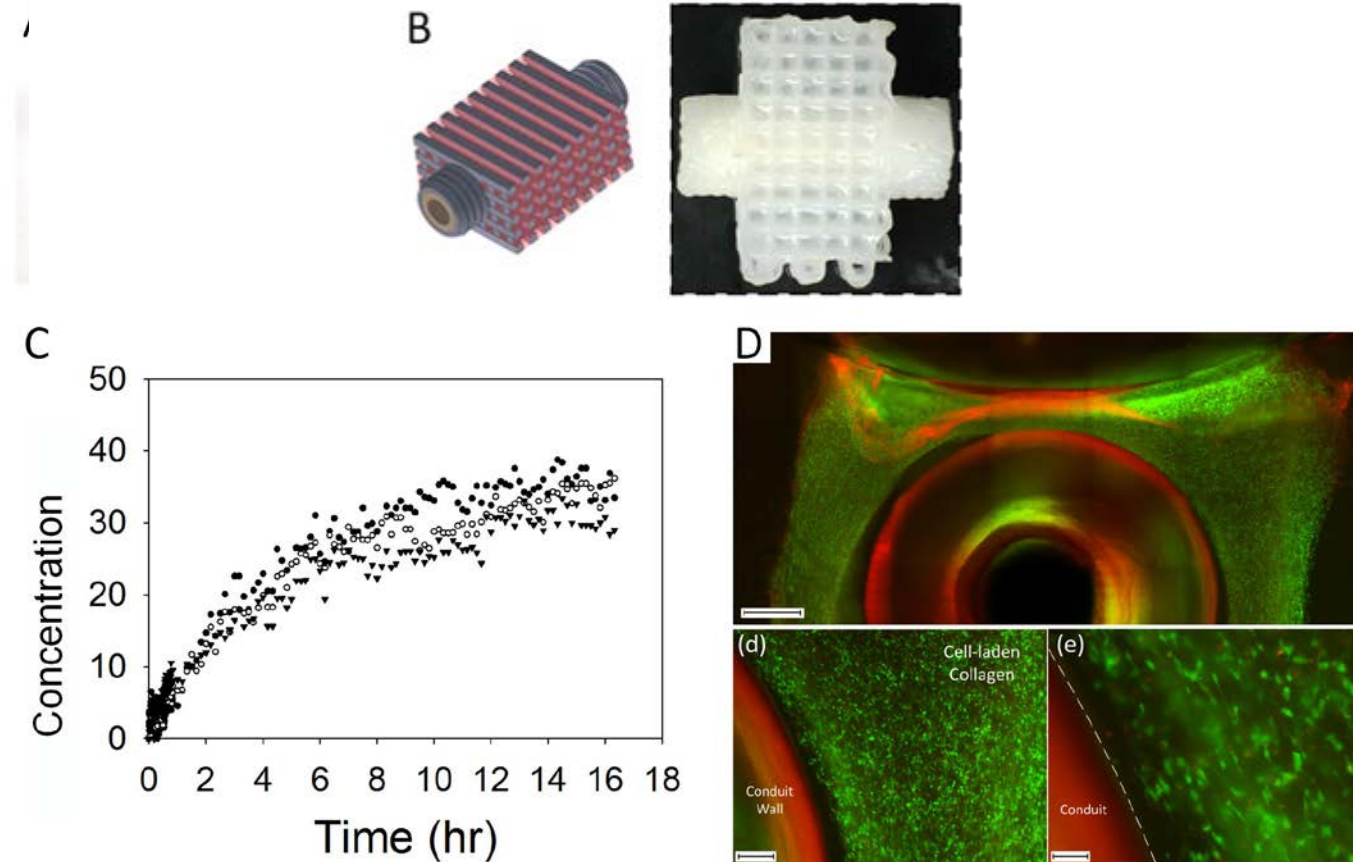 A
B
C
50
40
30
20
10
0
Concentration
0 2 4 6 8 10 12 14 16 18
Time (hr)
D
(d)
Cell-laden
Collagen
Conduit
Wall
(e)
Conduit